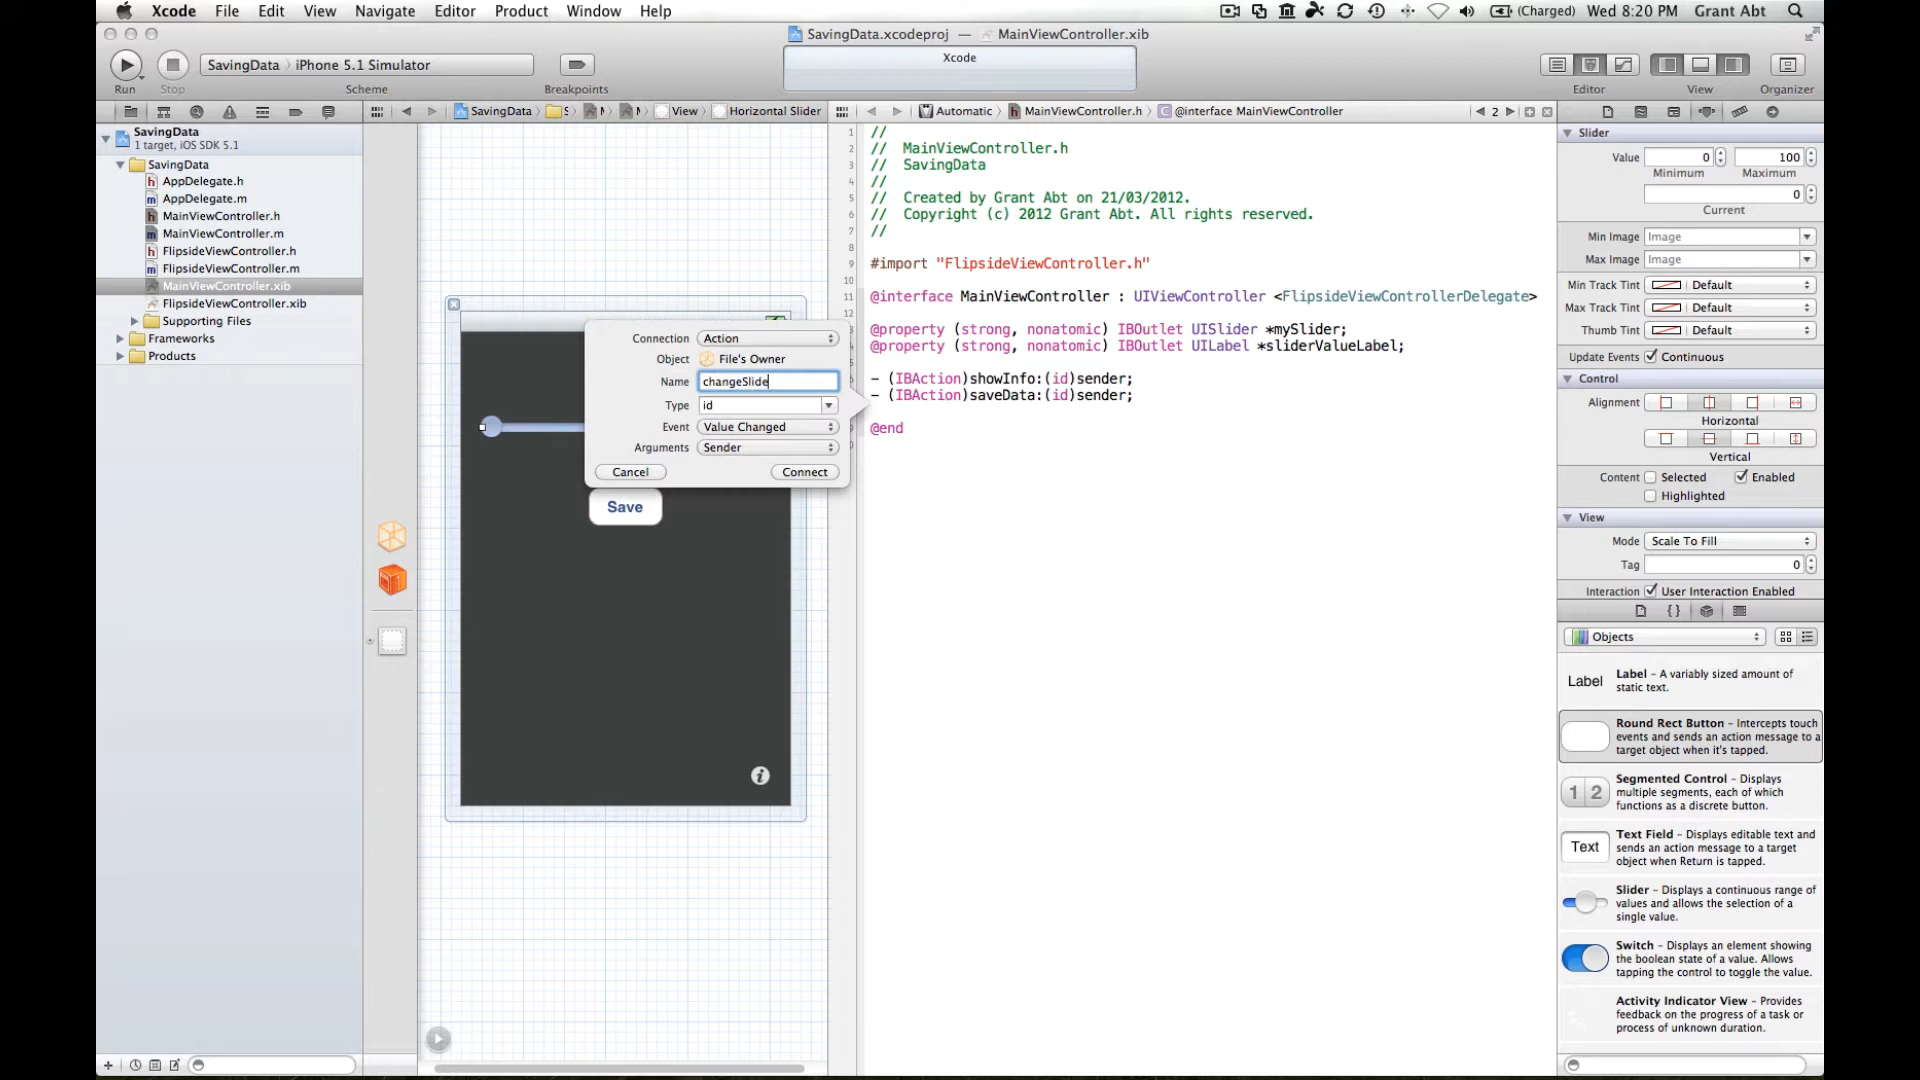 Xcode File Edit View Navigate Editor Product Window Help
(Charged) Wed 8:20 PM Grant Abt
SavingData.xcodeproj — MainViewController.xib
SavingData iPhone 5.1 Simulator
Xcode
Run Stop Scheme Breakpoints Editor View Organizer
SavingData View Horizontal Slider
Automatic MainViewController.h @interface MainViewController 2
SavingData
1 target, iOS SDK 5.1
SavingData
AppDelegate.h
AppDelegate.m
MainViewController.h
MainViewController.m
FlipsideViewController.h
FlipsideViewController.m
MainViewController.xib
FlipsideViewController.xib
Supporting Files
Frameworks
Products
Connection Action
Object File's Owner
Name changeSlide
Type id
Event Value Changed
Arguments Sender
Cancel Connect
Save
1 //
2 // MainViewController.h
3 // SavingData
4 //
5 // Created by Grant Abt on 21/03/2012.
6 // Copyright (c) 2012 Grant Abt. All rights reserved.
7 //
8
9 #import "FlipsideViewController.h"
10
11 @interface MainViewController : UIViewController <FlipsideViewControllerDelegate>
12
@property (strong, nonatomic) IBOutlet UISlider *mySlider;
@property (strong, nonatomic) IBOutlet UILabel *sliderValueLabel;
- (IBAction)showInfo:(id)sender;
- (IBAction)saveData:(id)sender;
@end
Slider
Value 0 100
Minimum Maximum
0
Current
Min Image Image
Max Image Image
Min Track Tint Default
Max Track Tint Default
Thumb Tint Default
Update Events Continuous
Control
Alignment
Horizontal
Vertical
Content Selected Enabled
Highlighted
View
Mode Scale To Fill
Tag 0
Interaction User Interaction Enabled
Objects
Label
Label – A variably sized amount of static text.
Round Rect Button – Intercepts touch events and sends an action message to a target object when it's tapped.
1 2
Segmented Control – Displays multiple segments, each of which functions as a discrete button.
Text
Text Field – Displays editable text and sends an action message to a target object when Return is tapped.
Slider – Displays a continuous range of values and allows the selection of a single value.
Switch – Displays an element showing the boolean state of a value. Allows tapping the control to toggle the value.
Activity Indicator View – Provides feedback on the progress of a task or process of unknown duration.